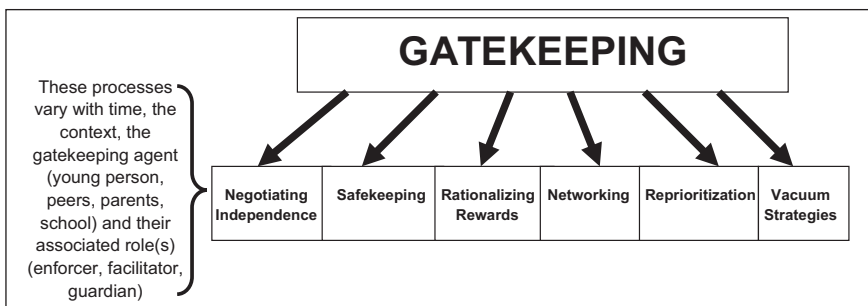 GATEKEEPING
These processes
vary with time, the
context, the
gatekeeping agent
(young person,
peers, parents,
school) and their
associated role(s)
(enforcer, facilitator,
guardian)
Negotiating
Independence
Safekeeping
Rationalizing
Rewards
Networking
Reprioritization
Vacuum
Strategies